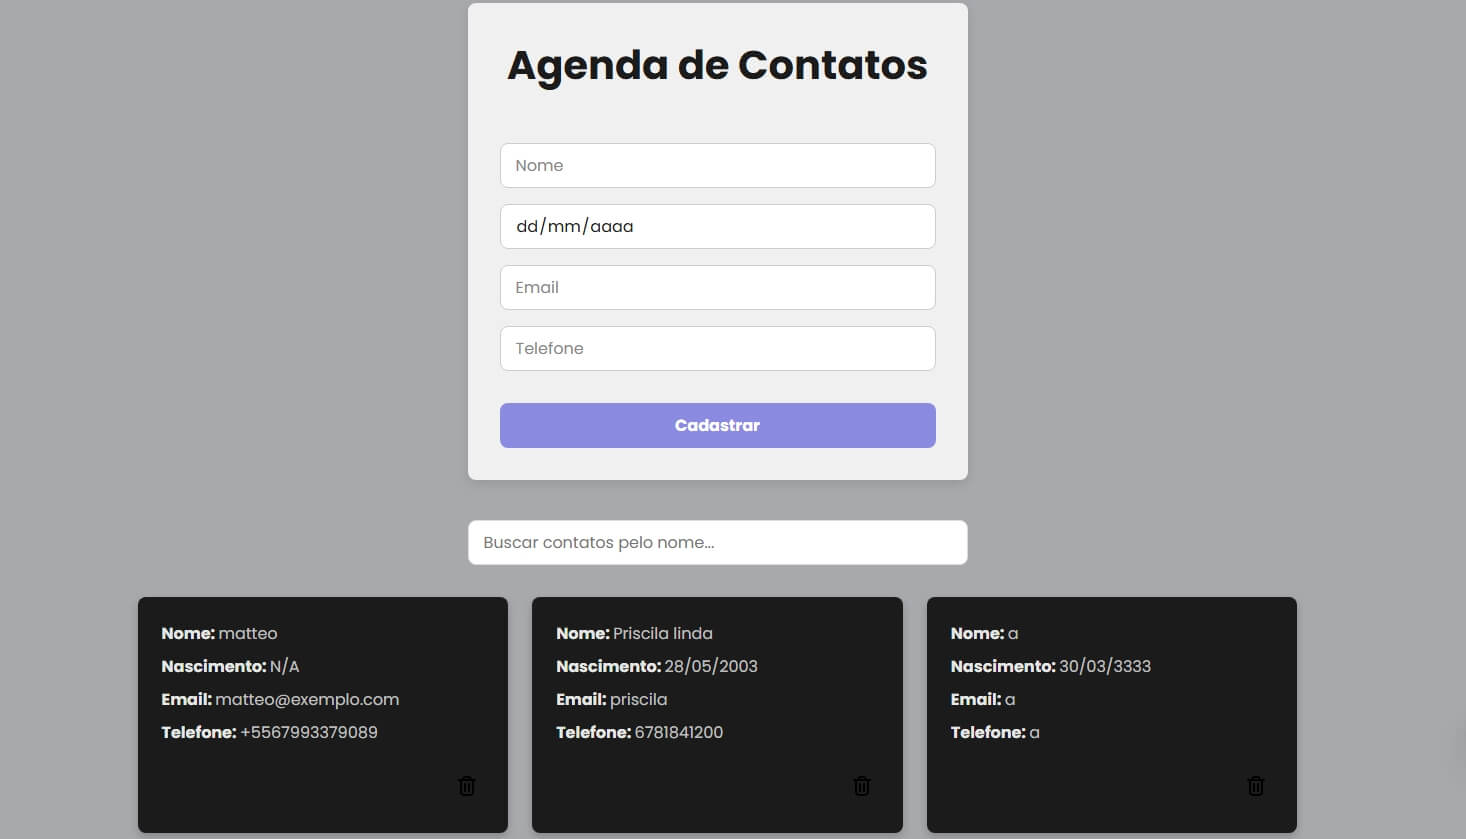 Agenda de Contatos
Nome
dd/mm/aaaa
Email
Telefone
Cadastrar
Buscar contatos pelo nome...
Nome: matteo
Nascimento: N/A
Email: matteo@exemplo.com
Telefone: +5567993379089
Nome: Priscila linda
Nascimento: 28/05/2003
Email: priscila
Telefone: 6781841200
Nome: a
Nascimento: 30/03/3333
Email: a
Telefone: a